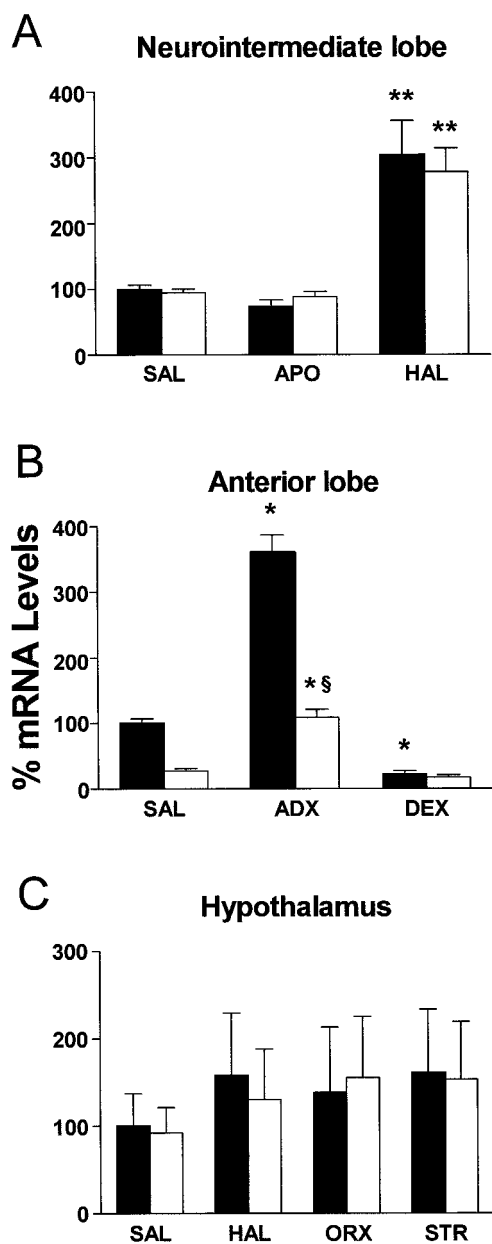 A
Neurointermediate lobe
400
**
**
300
200
100
0
SAL APO HAL
B
Anterior lobe
% mRNA Levels
400
*
300
200
* §
100
*
0
SAL ADX DEX
C
Hypothalamus
300
200
100
0
SAL HAL ORX STR